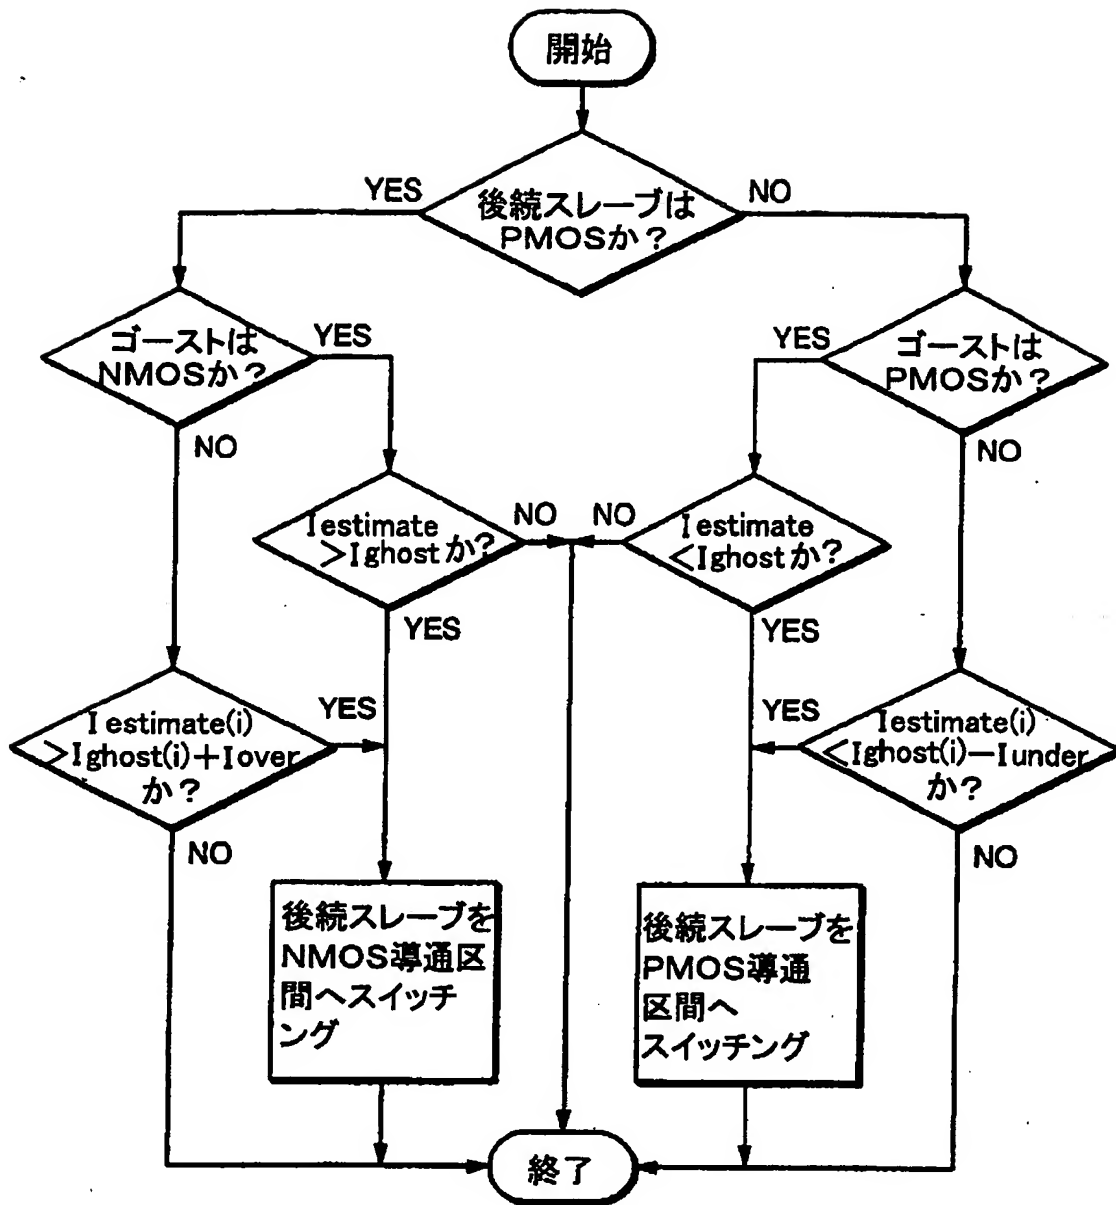 開始
YES
NO
後続スレーブは
PMOSか？
ゴーストは
NMOSか？
YES
NO
YES
ゴーストは
PMOSか？
NO
Iestimate
＞Ighostか？
NO
YES
NO
Iestimate
＜Ighostか？
YES
Iestimate(i)
＞Ighost(i)＋Iover
か？
YES
NO
YES
Iestimate(i)
＜Ighost(i)－Iunder
か？
NO
後続スレーブを
NMOS導通区
間へスイッチ
ング
後続スレーブを
PMOS導通
区間へ
スイッチング
終了